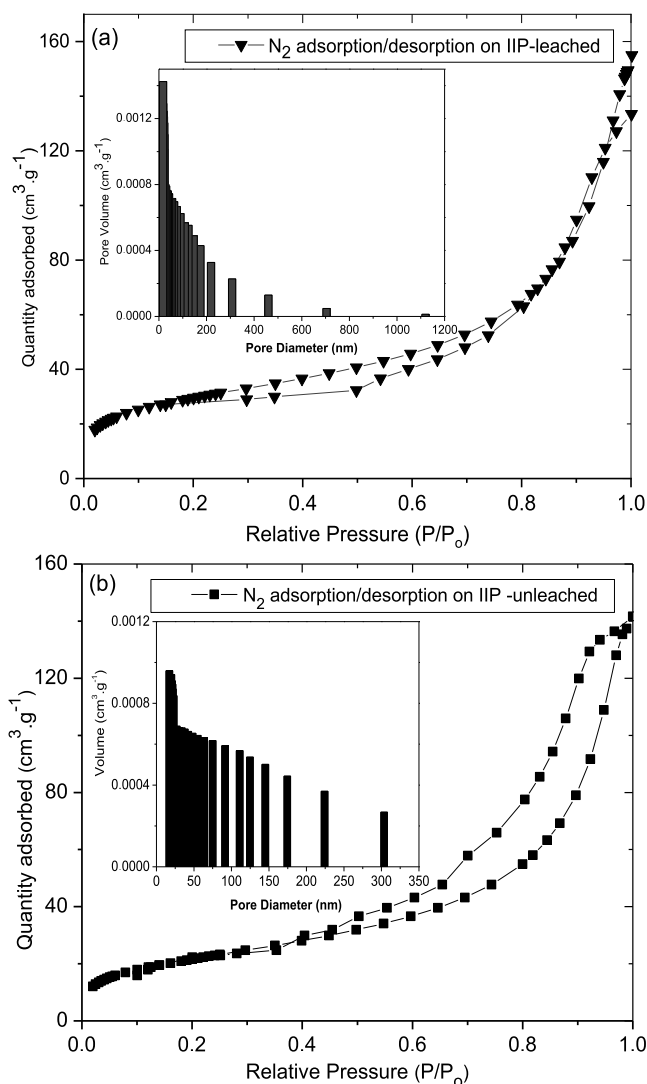 (a)
N2 adsorption/desorption on IIP-leached
160
120
80
40
0
Quantity adsorbed (cm3.g-1)
0.0012
0.0008
0.0004
0.0000
Pore Volume (cm3.g-1)
0 200 400 600 800 1000 1200
Pore Diameter (nm)
0.0 0.2 0.4 0.6 0.8 1.0
Relative Pressure (P/Po)
(b)
N2 adsorption/desorption on IIP -unleached
160
120
80
40
0
Quantity adsorbed (cm3.g-1)
0.0012
0.0008
0.0004
0.0000
Volume (cm3.g-1)
0 50 100 150 200 250 300 350
Pore Diameter (nm)
0.0 0.2 0.4 0.6 0.8 1.0
Relative Pressure (P/Po)